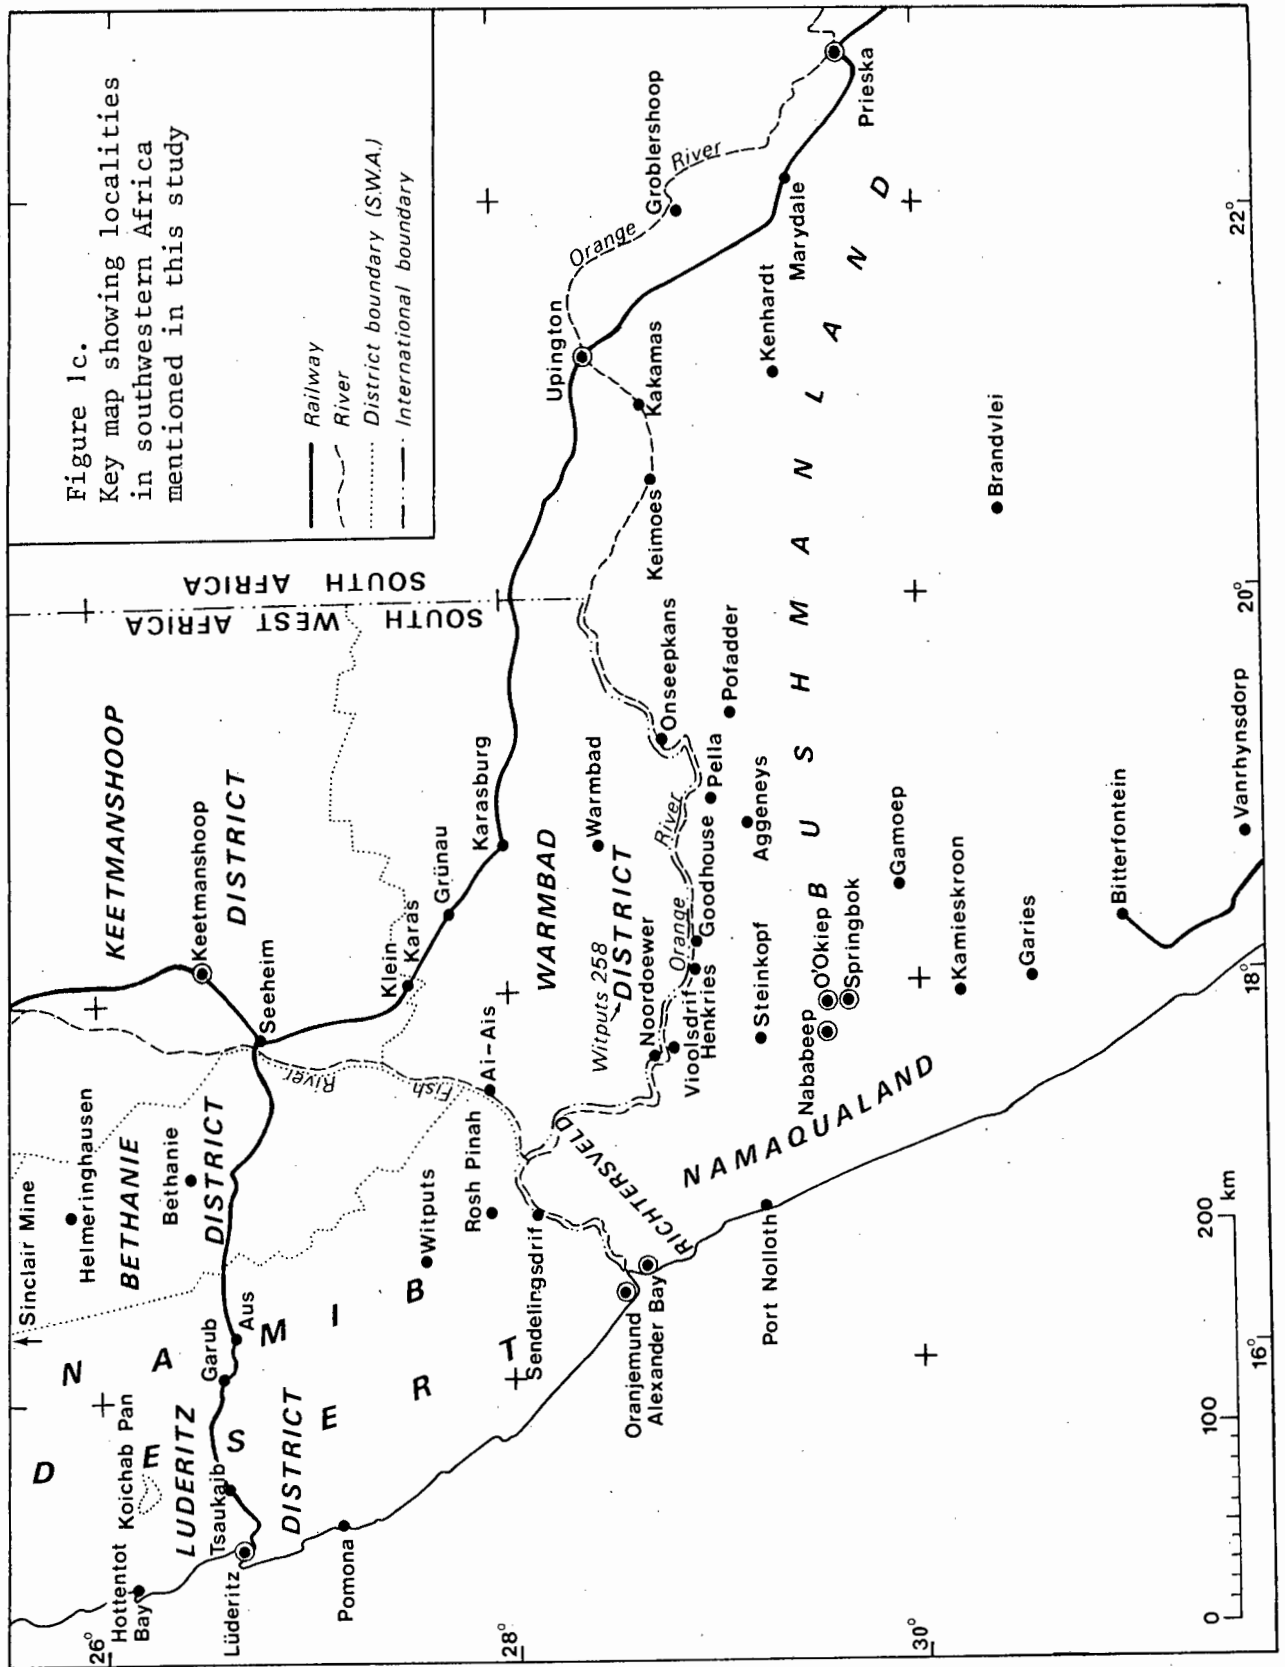 Figure 1c.
Key map showing localities
in southwestern Africa
mentioned in this study
Railway
River
District boundary (S.W.A.)
International boundary
Sinclair Mine
Helmeringhausen
BETHANIE
DISTRICT
Bethanie
KEETMANSHOOP
DISTRICT
Keetmanshoop
Seeheim
SOUTH WEST AFRICA
SOUTH AFRICA
26°
28°
30°
Hottentot
Bay
Koichab Pan
LUDERITZ
DISTRICT
Lüderitz
Tsaukaib
Garub
Aus
NAMIB
DESERT
Pomona
Witputs
Rosh Pinah
Sendelingsdrif
Ai-Ais
Fish River
Klein
Karas
Grünau
Karasburg
WARMBAD
DISTRICT
Warmbad
Witputs 258
Noordoewer
Vioolsdrif
Henkries
Goodhouse
Orange River
Pella
Onseepkans
Pofadder
Aggeneys
Steinkopf
Keimoes
Kakamas
Upington
Orange River
Groblershoop
Prieska
Marydale
Kenhardt
BUSHMANLAND
Brandvlei
Oranjemund
Alexander Bay
RICHTERSVELD
NAMAQUALAND
Port Nolloth
Nababeep
O'Okiep
Springbok
Gamoep
Kamieskroon
Garies
Bitterfontein
Vanrhynsdorp
0 100 200
km
16°
18°
20°
22°